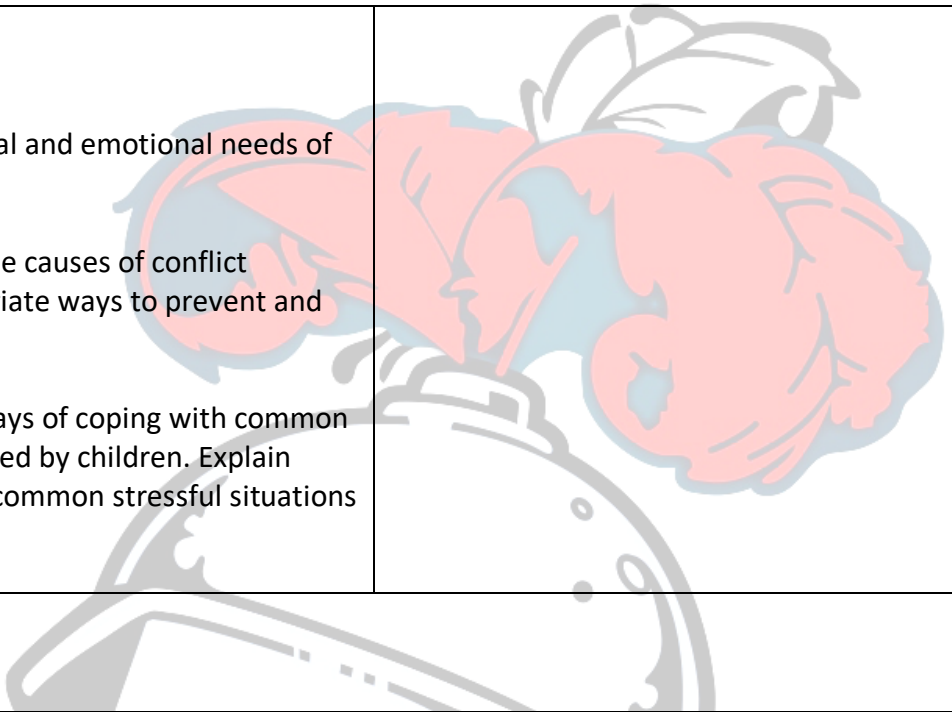 al and emotional needs of
e causes of conflict
iate ways to prevent and
ays of coping with common
ed by children. Explain
common stressful situations